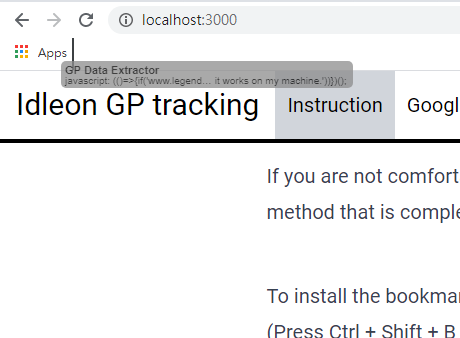 localhost:3000
Apps
GP Data Extractor
javascript: (()=>{if('www.legend... it works on my machine.'))})();
Idleon GP tracking Instruction Googl
If you are not comfort
method that is comple
To install the bookmar
(Press Ctrl + Shift + B